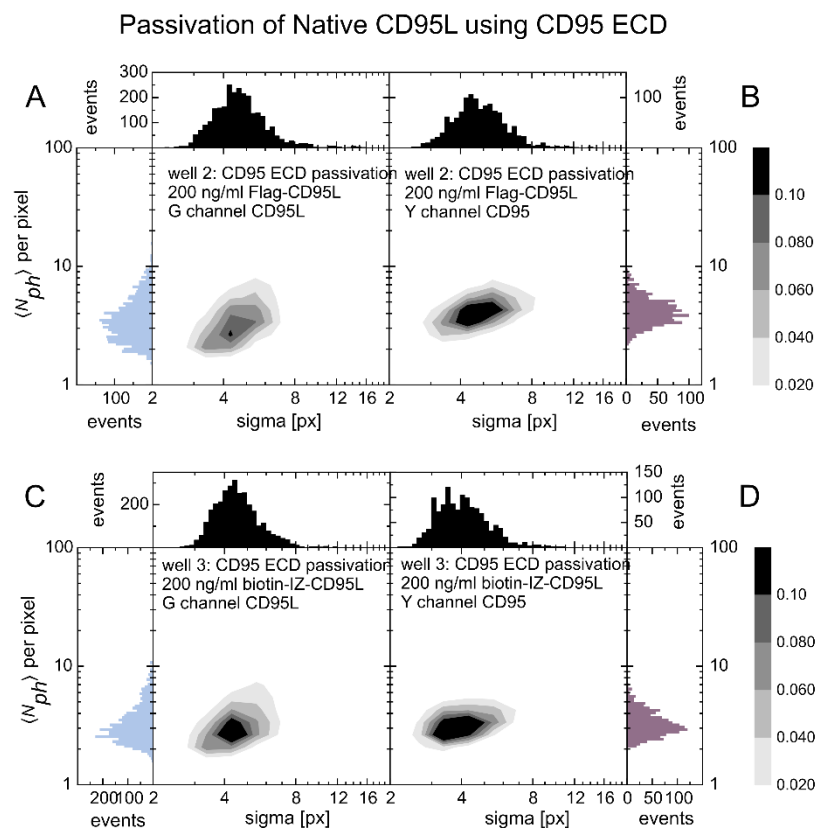 Passivation of Native CD95L using CD95 ECD
A
B
300
200
100
events
100
events
100
10
1
⟨Nph⟩ per pixel
well 2: CD95 ECD passivation
200 ng/ml Flag-CD95L
G channel CD95L
well 2: CD95 ECD passivation
200 ng/ml Flag-CD95L
Y channel CD95
100
10
1
0.10
0.080
0.060
0.040
0.020
100
events
2 4 8 12 16
sigma [px]
4 8 12 16
sigma [px]
0 50 100
events
C
D
200
events
150
100
50
events
100
10
1
⟨Nph⟩ per pixel
well 3: CD95 ECD passivation
200 ng/ml biotin-IZ-CD95L
G channel CD95L
well 3: CD95 ECD passivation
200 ng/ml biotin-IZ-CD95L
Y channel CD95
100
10
1
0.10
0.080
0.060
0.040
0.020
200 100
events
2 4 8 12 16
sigma [px]
4 8 12 16
sigma [px]
0 50 100
events